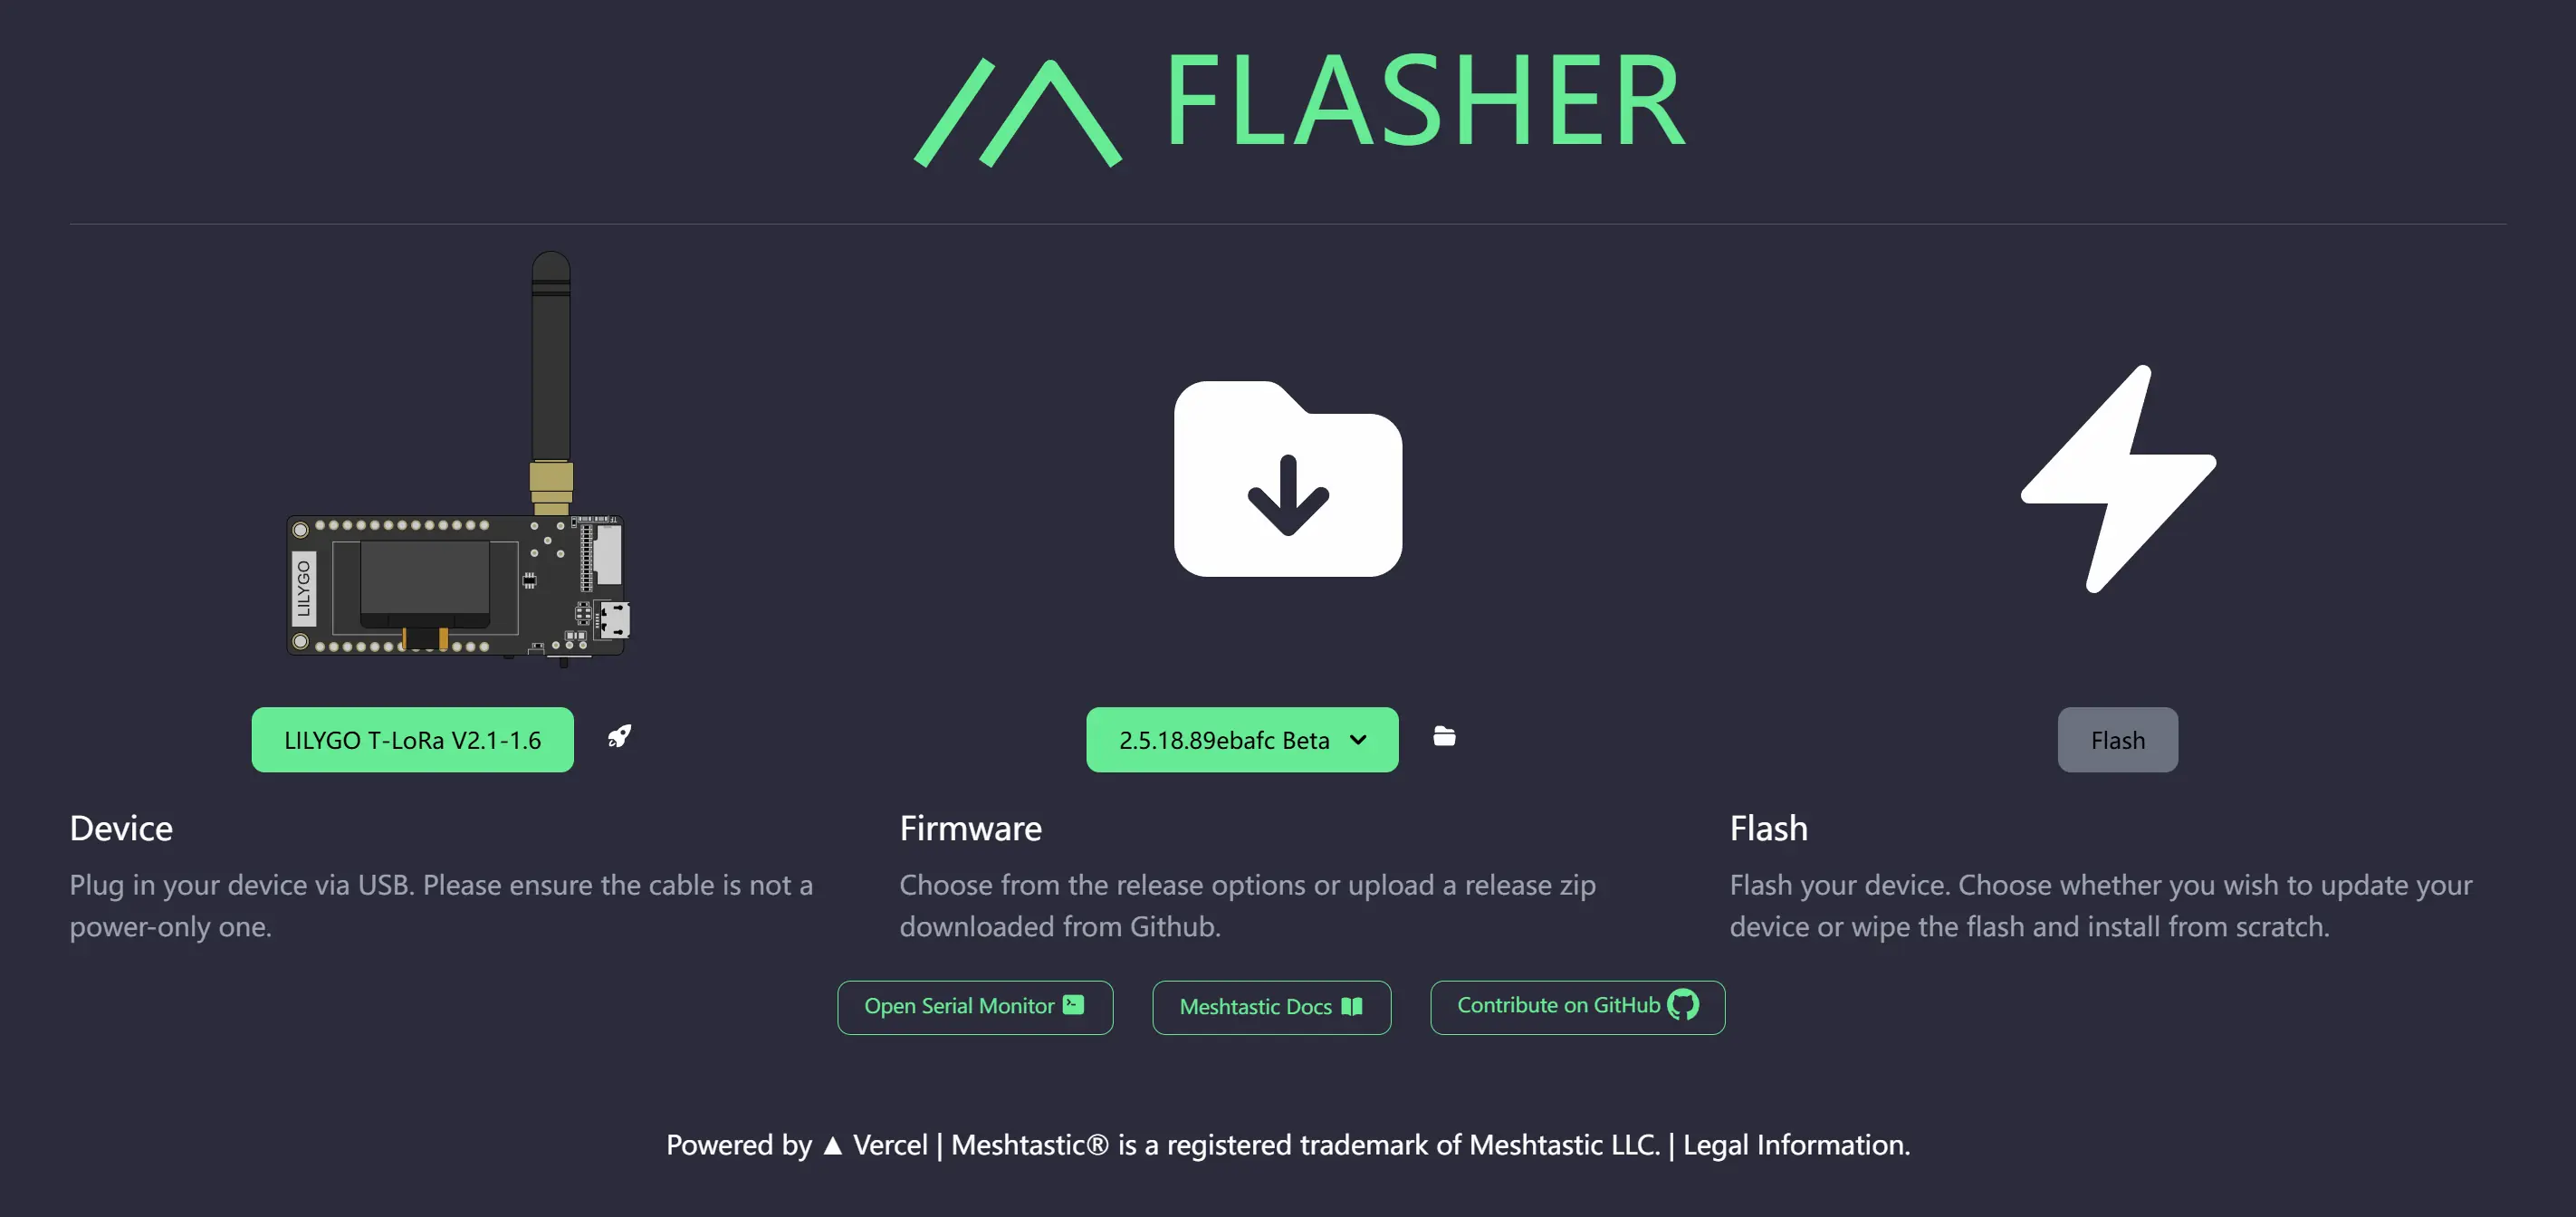 FLASHER
LILYGO
LILYGO T-LoRa V2.1-1.6
2.5.18.89ebafc Beta
Flash
Device
Plug in your device via USB. Please ensure the cable is not a
power-only one.
Firmware
Choose from the release options or upload a release zip
downloaded from Github.
Flash
Flash your device. Choose whether you wish to update your
device or wipe the flash and install from scratch.
Open Serial Monitor
Meshtastic Docs
Contribute on GitHub
Powered by ▲ Vercel | Meshtastic® is a registered trademark of Meshtastic LLC. | Legal Information.